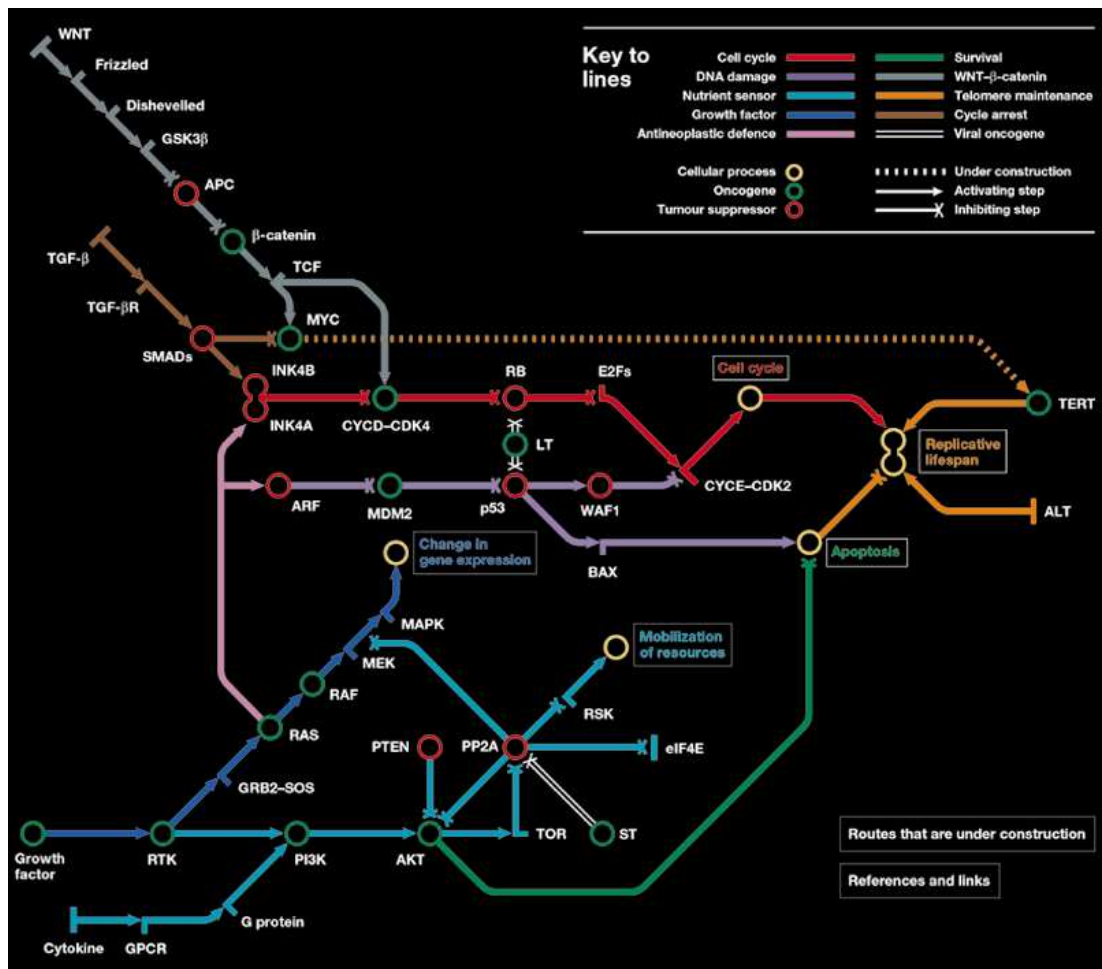 WNT
Frizzled
Dishevelled
GSK3β
APC
β-catenin
TCF
TGF-β
TGF-βR
SMADs
MYC
INK4B
INK4A
CYCD–CDK4
RB
E2Fs
LT
Cell cycle
TERT
Replicative
lifespan
ARF
MDM2
p53
WAF1
CYCE–CDK2
ALT
BAX
Apoptosis
Change in
gene expression
MAPK
MEK
RAF
RAS
GRB2–SOS
Mobilization
of resources
RSK
PTEN
PP2A
eIF4E
Growth
factor
RTK
PI3K
AKT
TOR
ST
Cytokine
GPCR
G protein
Key to
lines
Cell cycle
DNA damage
Nutrient sensor
Growth factor
Antineoplastic defence
Survival
WNT–β-catenin
Telomere maintenance
Cycle arrest
Viral oncogene
Cellular process
Oncogene
Tumour suppressor
Under construction
Activating step
Inhibiting step
Routes that are under construction
References and links